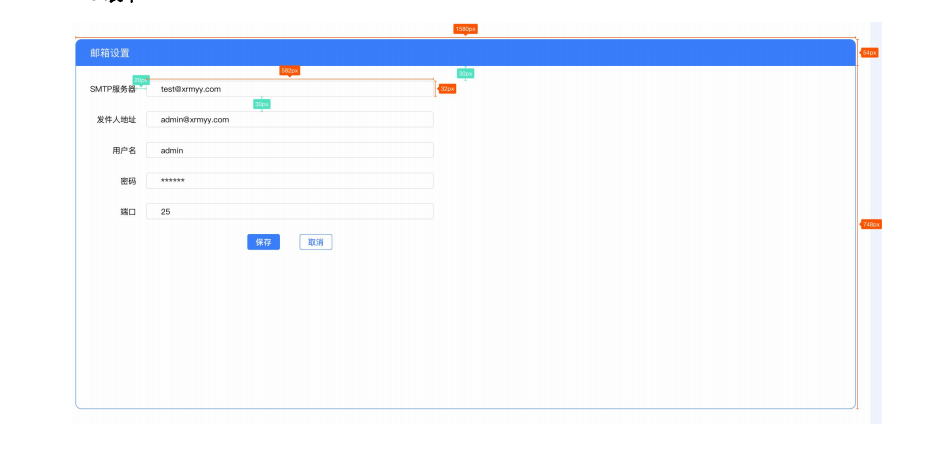 1580px
邮箱设置
54px
582px
30px
20px
SMTP服务器
test@xrmyy.com
32px
30px
发件人地址
admin@xrmyy.com
用户名
admin
密码
******
端口
25
748px
保存
取消